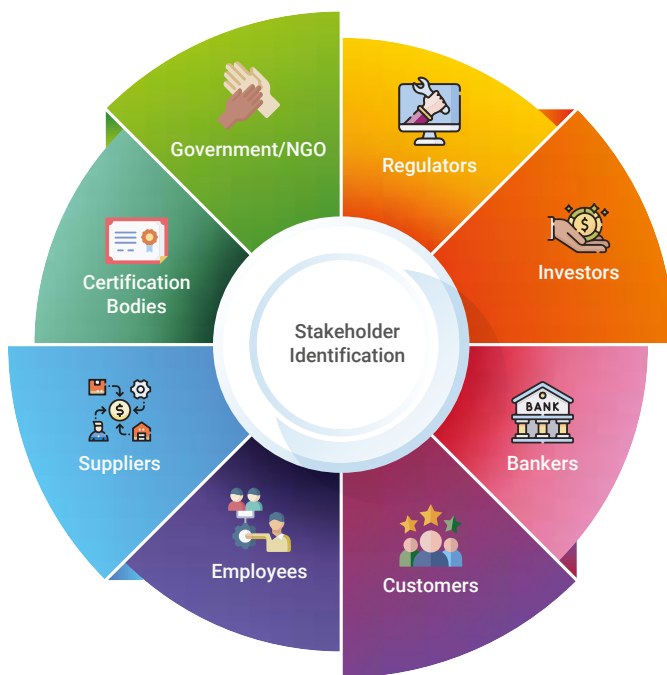 Government/NGO
Regulators
Investors
BANK
Bankers
Customers
Employees
Suppliers
Certification
Bodies
Stakeholder
Identification